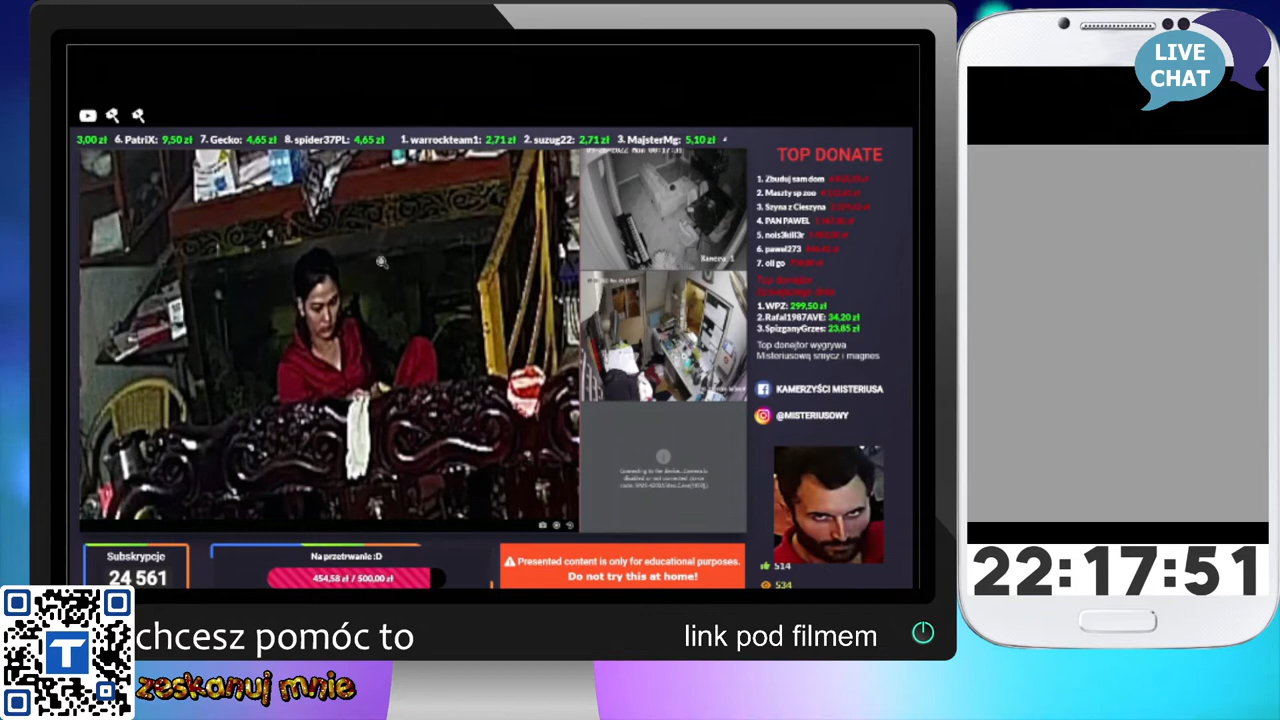 LIVE
CHAT
3,00 zł 6. PatriX: 9,50 zł 7. Gecko: 4,65 zł 8. spider37PL: 4,65 zł 1. warrockteam1: 2,71 zł 2. suzug22: 2,71 zł 3. MajsterMg: 5,10 zł
Kamera 1
TOP DONATE
1. Zbuduj sam dom
2. Maszty sp zoo
3. Szyna z Cieszyna
4. PAN PAWEL
5. nois3kill3r
6. pawel273
7. oli go
Top donejtor
1. WPZ: 299,50 zł
2. Rafal1987AVE: 34,20 zł
3. SpizganyGrzes: 23,85 zł
Top donejtor wygrywa
Misteriusową smycz i magnes
KAMERZYŚCI MISTERIUSA
@MISTERIUSOWY
Subskrypcje
24 561
Na przetrwanie :D
454,58 zł / 500,00 zł
Presented content is only for educational purposes.
Do not try this at home!
514
534
22:17:51
chcesz pomóc to
link pod filmem
T
zeskanuj mnie